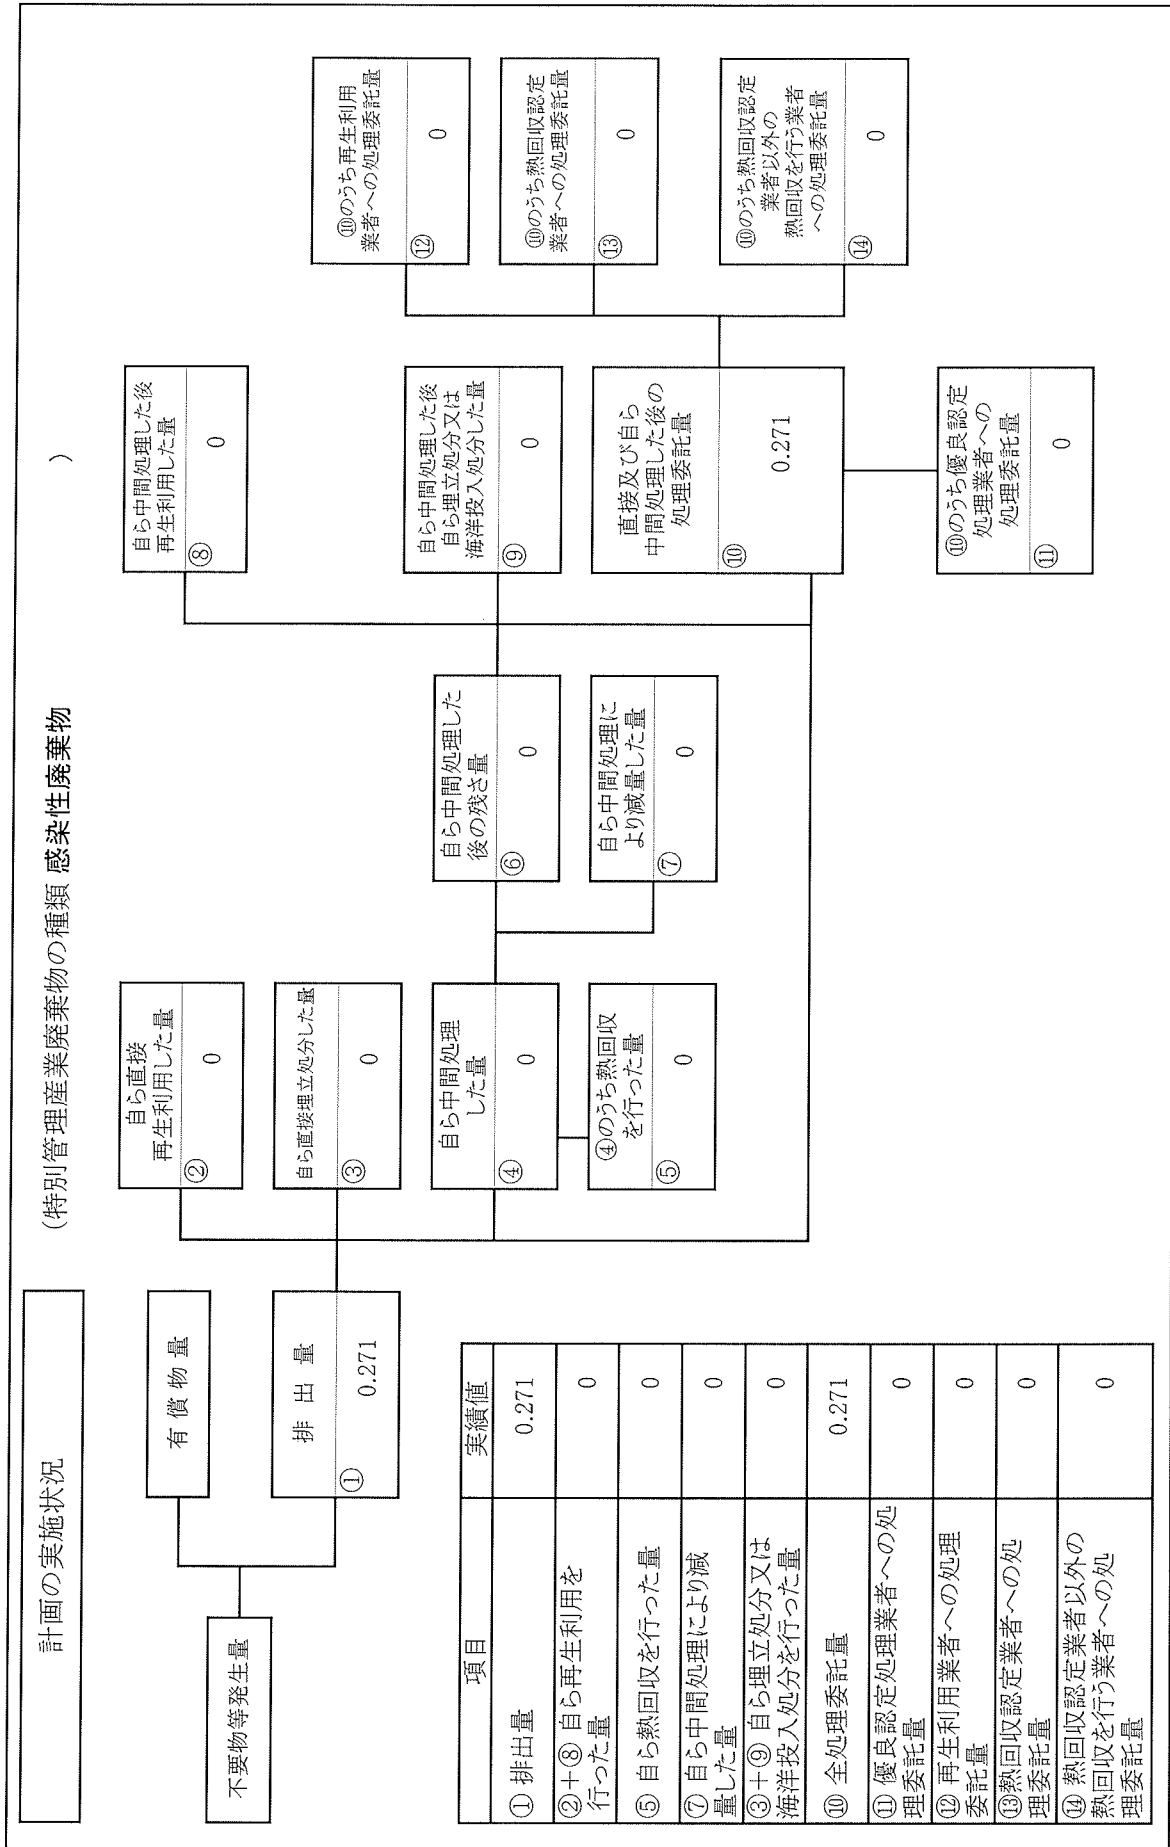 計画の実施状況
(特別管理産業廃棄物の種類 感染性廃棄物 )
不要物等発生量
有 償 物 量
排 出 量
①
0.271
自ら直接
再生利用した量
②
0
自ら直接埋立処分した量
③
0
自ら中間処理
した量
④
0
④のうち熱回収
を行った量
⑤
0
自ら中間処理した
後の残さ量
⑥
0
自ら中間処理に
より減量した量
⑦
0
自ら中間処理した後
再生利用した量
⑧
0
自ら中間処理した後
自ら埋立処分又は
海洋投入処分した量
⑨
0
直接及び自ら
中間処理した後の
処理委託量
⑩
0.271
⑩のうち優良認定
処理業者への
処理委託量
⑪
0
⑩のうち再生利用
業者への処理委託量
⑫
0
⑩のうち熱回収認定
業者への処理委託量
⑬
0
⑩のうち熱回収認定
業者以外の
熱回収を行う業者
への処理委託量
⑭
0
項目 実績値
① 排出量 0.271
②+⑧ 自ら再生利用を
行った量 0
⑤ 自ら熱回収を行った量 0
⑦ 自ら中間処理により減
量した量 0
③+⑨ 自ら埋立処分又は
海洋投入処分を行った量 0
⑩ 全処理委託量 0.271
⑪ 優良認定処理業者への処
理委託量 0
⑫ 再生利用業者への処理
委託量 0
⑬熱回収認定業者への処
理委託量 0
⑭ 熱回収認定業者以外の
熱回収を行う業者への処
理委託量 0